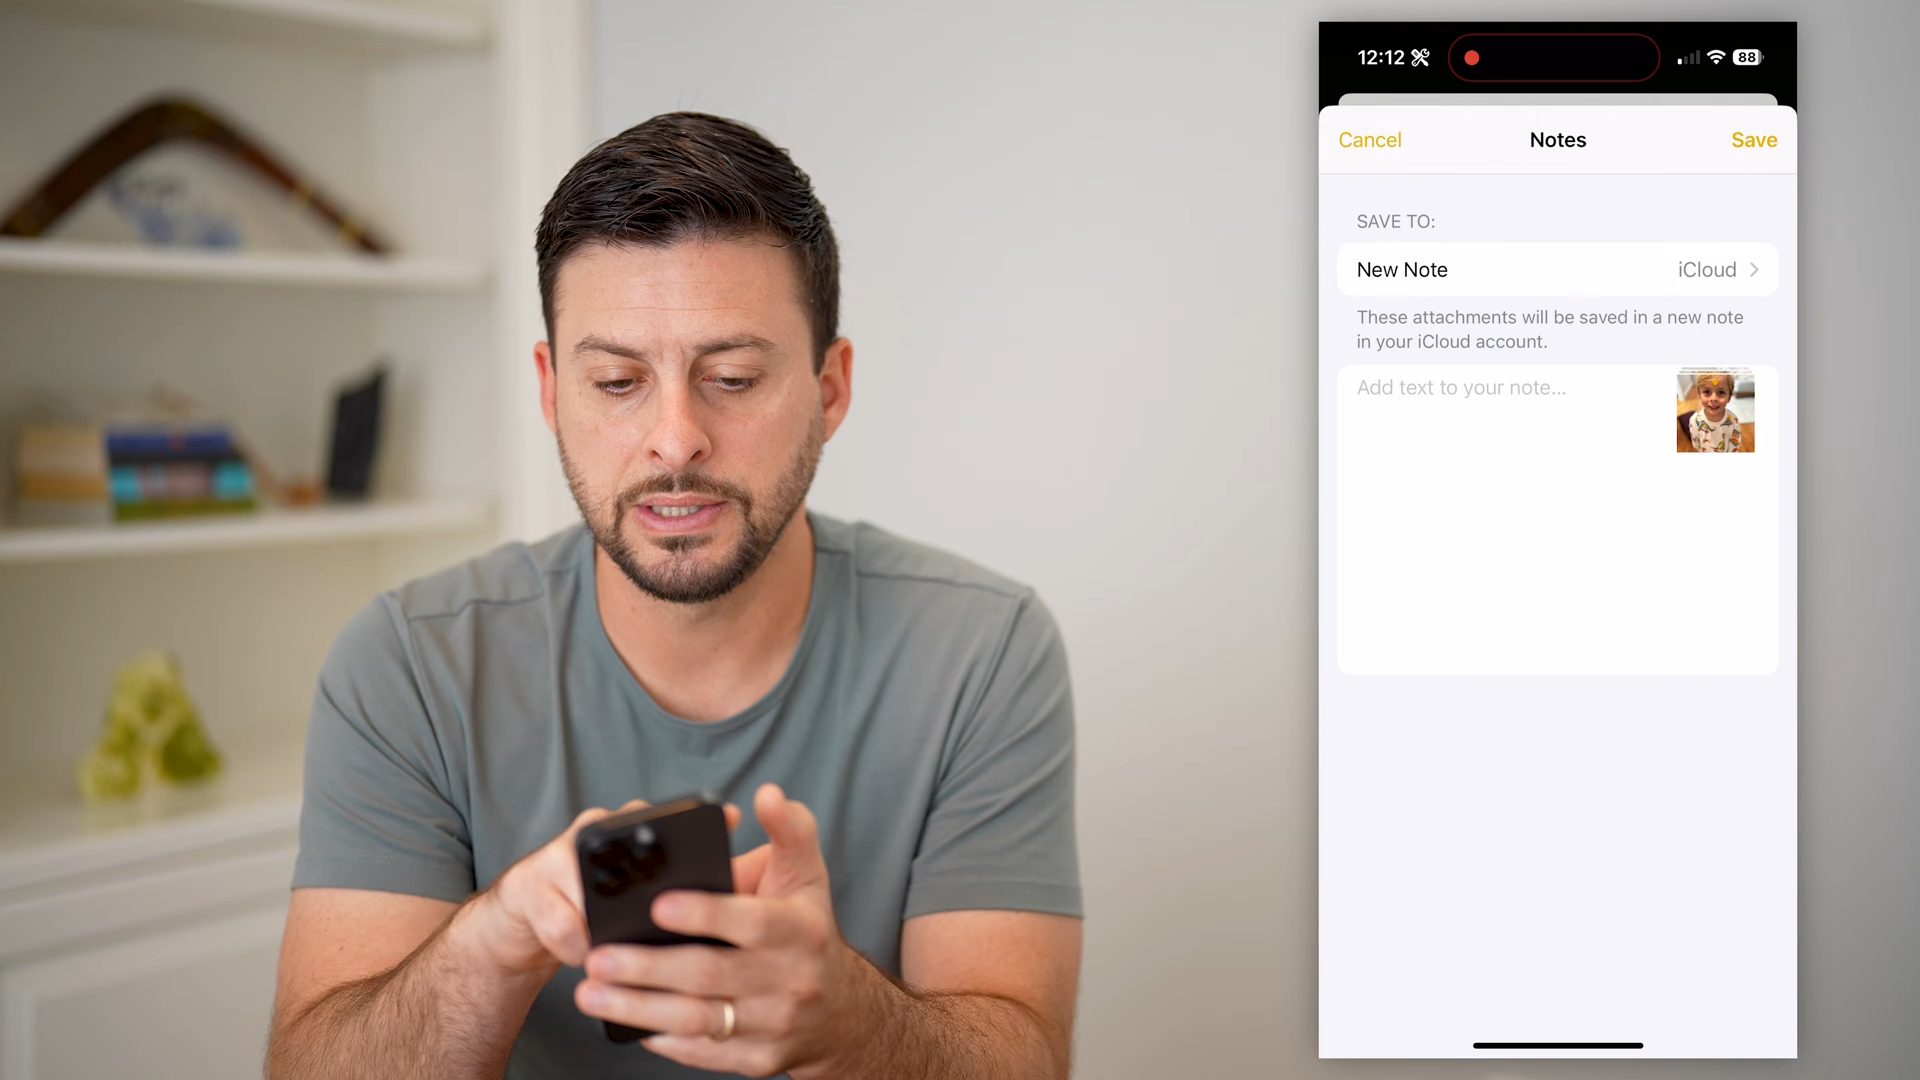 12:12
88
Cancel
Notes
Save
SAVE TO:
New Note
iCloud
These attachments will be saved in a new note
in your iCloud account.
Add text to your note...